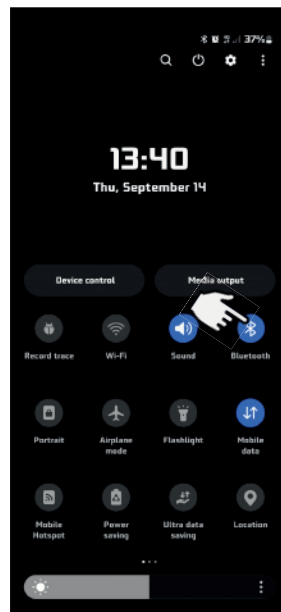 37%
13:40
Thu, September 14
Device control Media output
Record trace Wi-Fi Sound Bluetooth
Portrait Airplane mode Flashlight Mobile data
Mobile Hotspot Power saving Ultra data saving Location